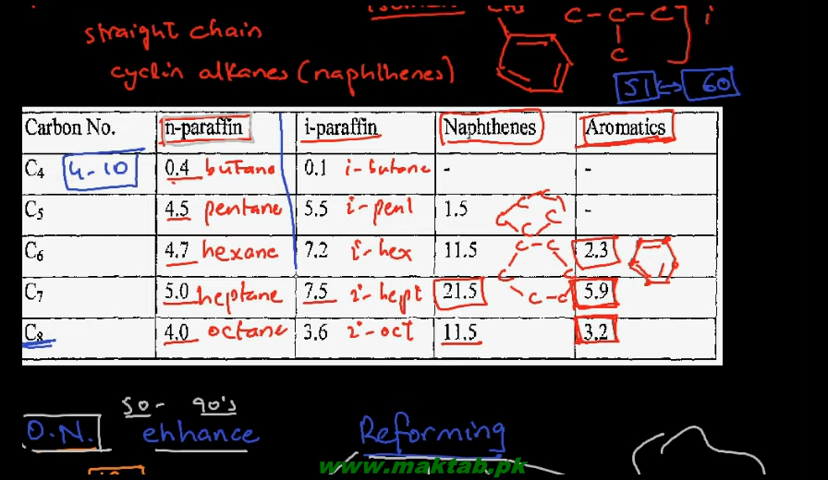 straight chain
C-C-C] i
C
cyclin alkanes (naphthenes)
51 ↔ 60
Carbon No. n-paraffin i-paraffin Naphthenes Aromatics
C4 4-10 0.4 butane 0.1 i-butane - -
C5 4.5 pentane 5.5 i-pent 1.5 -
C6 4.7 hexane 7.2 i-hex 11.5 2.3
C7 5.0 heptane 7.5 i-hept 21.5 5.9
C8 4.0 octane 3.6 i-oct 11.5 3.2
50- 90's
O.N. enhance Reforming
www.maktab.pk